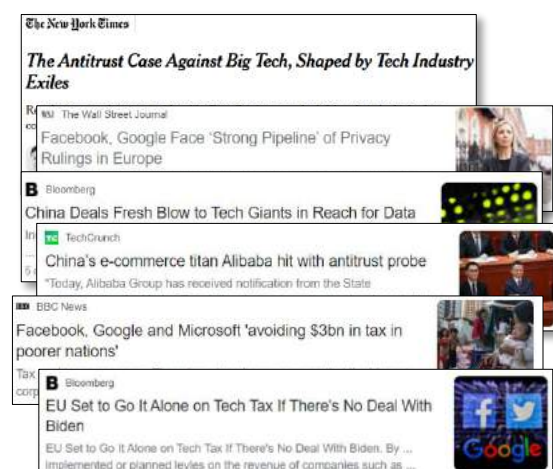 The New York Times
The Antitrust Case Against Big Tech, Shaped by Tech Industry
Exiles
WSJ The Wall Street Journal
Facebook, Google Face 'Strong Pipeline' of Privacy
Rulings in Europe
B Bloomberg
China Deals Fresh Blow to Tech Giants in Reach for Data
TC TechCrunch
China's e-commerce titan Alibaba hit with antitrust probe
"Today, Alibaba Group has received notification from the State
BBC BBC News
Facebook, Google and Microsoft 'avoiding $3bn in tax in
poorer nations'
Tax
corp
B Bloomberg
EU Set to Go It Alone on Tech Tax If There's No Deal With
Biden
EU Set to Go It Alone on Tech Tax If There's No Deal With Biden. By ...
Implemented or planned levies on the revenue of companies such as ...
Google